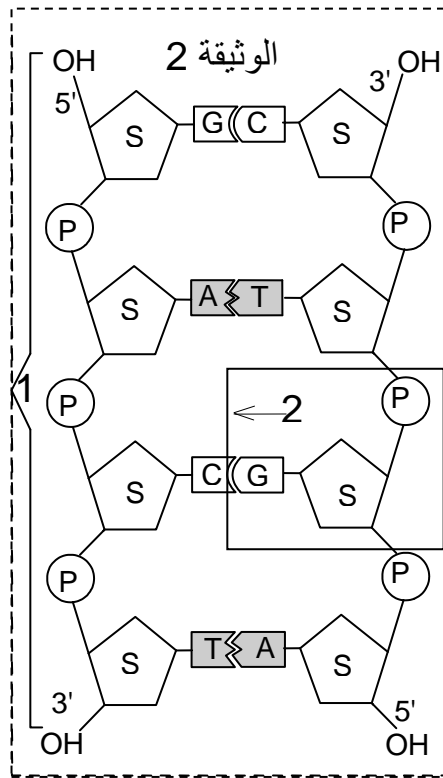 الوثيقة 2
OH OH
5' 3'
S G C S
P P
S A T S
1 2
P P
S C G S
P P
S T A S
3' 5'
OH OH